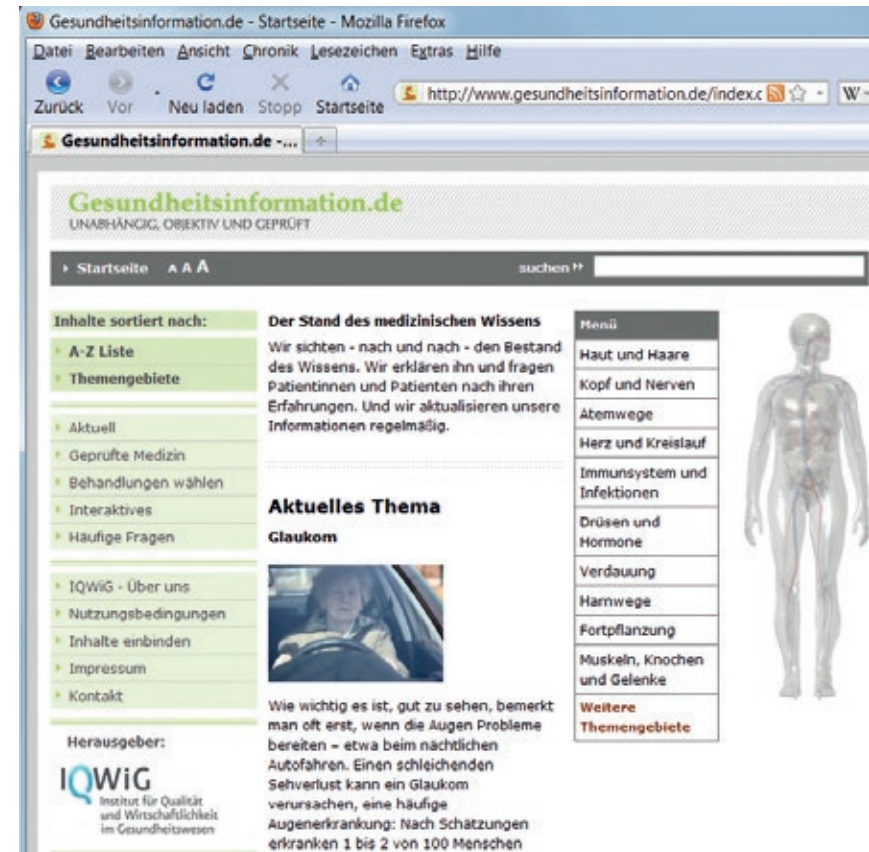 Gesundheitsinformation.de - Startseite - Mozilla Firefox
Datei Bearbeiten Ansicht Chronik Lesezeichen Extras Hilfe
Zurück Vor Neu laden Stopp Startseite http://www.gesundheitsinformation.de/index.c W
Gesundheitsinformation.de -...
Gesundheitsinformation.de
UNABHÄNGIG, OBJEKTIV UND GEPRÜFT
Startseite A A A suchen
Inhalte sortiert nach:
A-Z Liste
Themengebiete
Aktuell
Geprüfte Medizin
Behandlungen wählen
Interaktives
Häufige Fragen
IQWiG - Über uns
Nutzungsbedingungen
Inhalte einbinden
Impressum
Kontakt
Herausgeber:
IQWiG
Institut für Qualität
und Wirtschaftlichkeit
im Gesundheitswesen
Der Stand des medizinischen Wissens
Wir sichten - nach und nach - den Bestand
des Wissens. Wir erklären ihn und fragen
Patientinnen und Patienten nach ihren
Erfahrungen. Und wir aktualisieren unsere
Informationen regelmäßig.
Aktuelles Thema
Glaukom
Wie wichtig es ist, gut zu sehen, bemerkt
man oft erst, wenn die Augen Probleme
bereiten – etwa beim nächtlichen
Autofahren. Einen schleichenden
Sehverlust kann ein Glaukom
verursachen, eine häufige
Augenerkrankung: Nach Schätzungen
erkranken 1 bis 2 von 100 Menschen
Menü
Haut und Haare
Kopf und Nerven
Atemwege
Herz und Kreislauf
Immunsystem und
Infektionen
Drüsen und
Hormone
Verdauung
Harnwege
Fortpflanzung
Muskeln, Knochen
und Gelenke
Weitere
Themengebiete